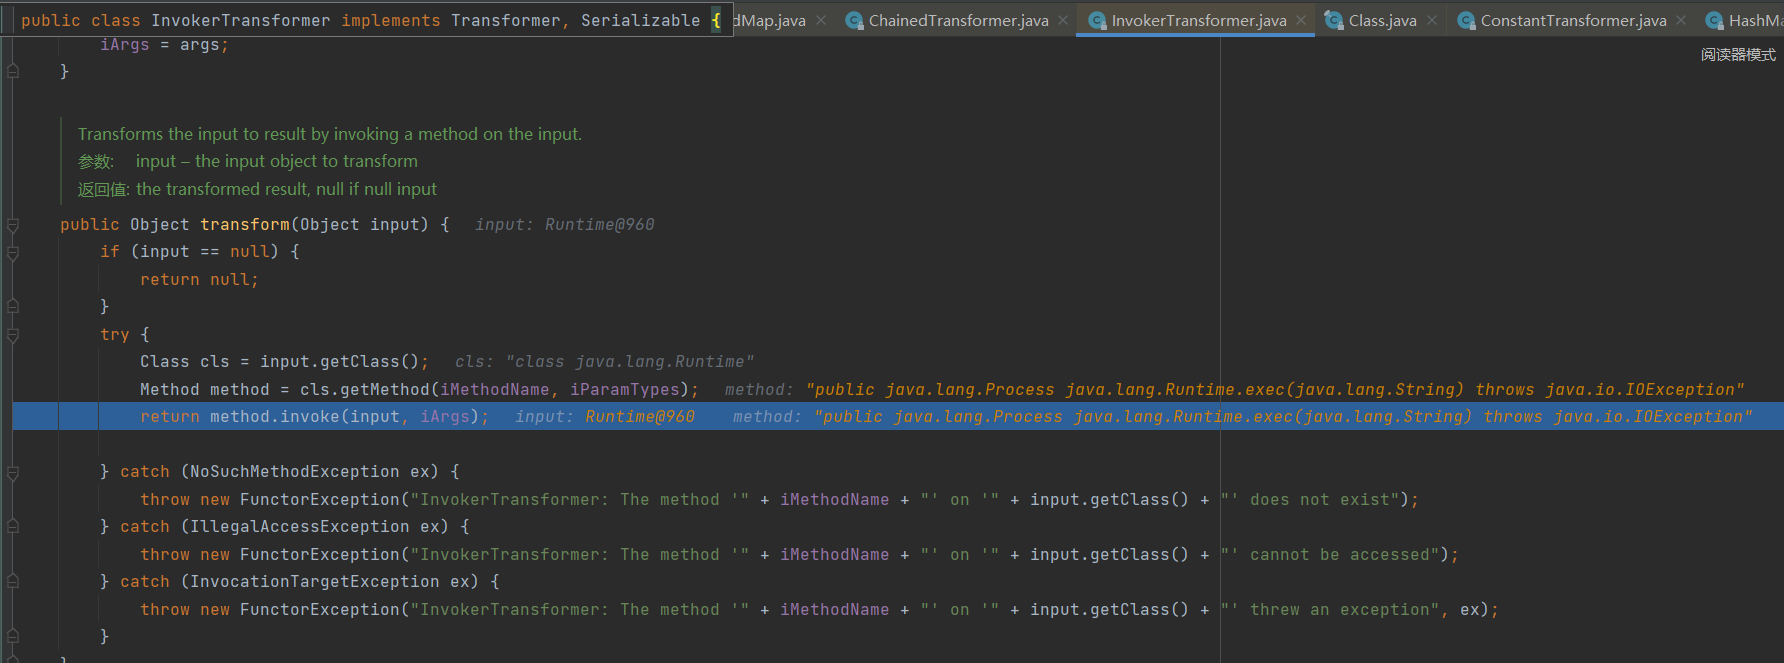 public class InvokerTransformer implements Transformer, Serializable {
dMap.java ChainedTransformer.java InvokerTransformer.java Class.java ConstantTransformer.java HashMa
iArgs = args;
阅读器模式
}
Transforms the input to result by invoking a method on the input.
参数: input – the input object to transform
返回值: the transformed result, null if null input
public Object transform(Object input) { input: Runtime@960
if (input == null) {
return null;
}
try {
Class cls = input.getClass(); cls: "class java.lang.Runtime"
Method method = cls.getMethod(iMethodName, iParamTypes); method: "public java.lang.Process java.lang.Runtime.exec(java.lang.String) throws java.io.IOException"
return method.invoke(input, iArgs); input: Runtime@960 method: "public java.lang.Process java.lang.Runtime.exec(java.lang.String) throws java.io.IOException"
} catch (NoSuchMethodException ex) {
throw new FunctorException("InvokerTransformer: The method '" + iMethodName + "' on '" + input.getClass() + "' does not exist");
} catch (IllegalAccessException ex) {
throw new FunctorException("InvokerTransformer: The method '" + iMethodName + "' on '" + input.getClass() + "' cannot be accessed");
} catch (InvocationTargetException ex) {
throw new FunctorException("InvokerTransformer: The method '" + iMethodName + "' on '" + input.getClass() + "' threw an exception", ex);
}
}